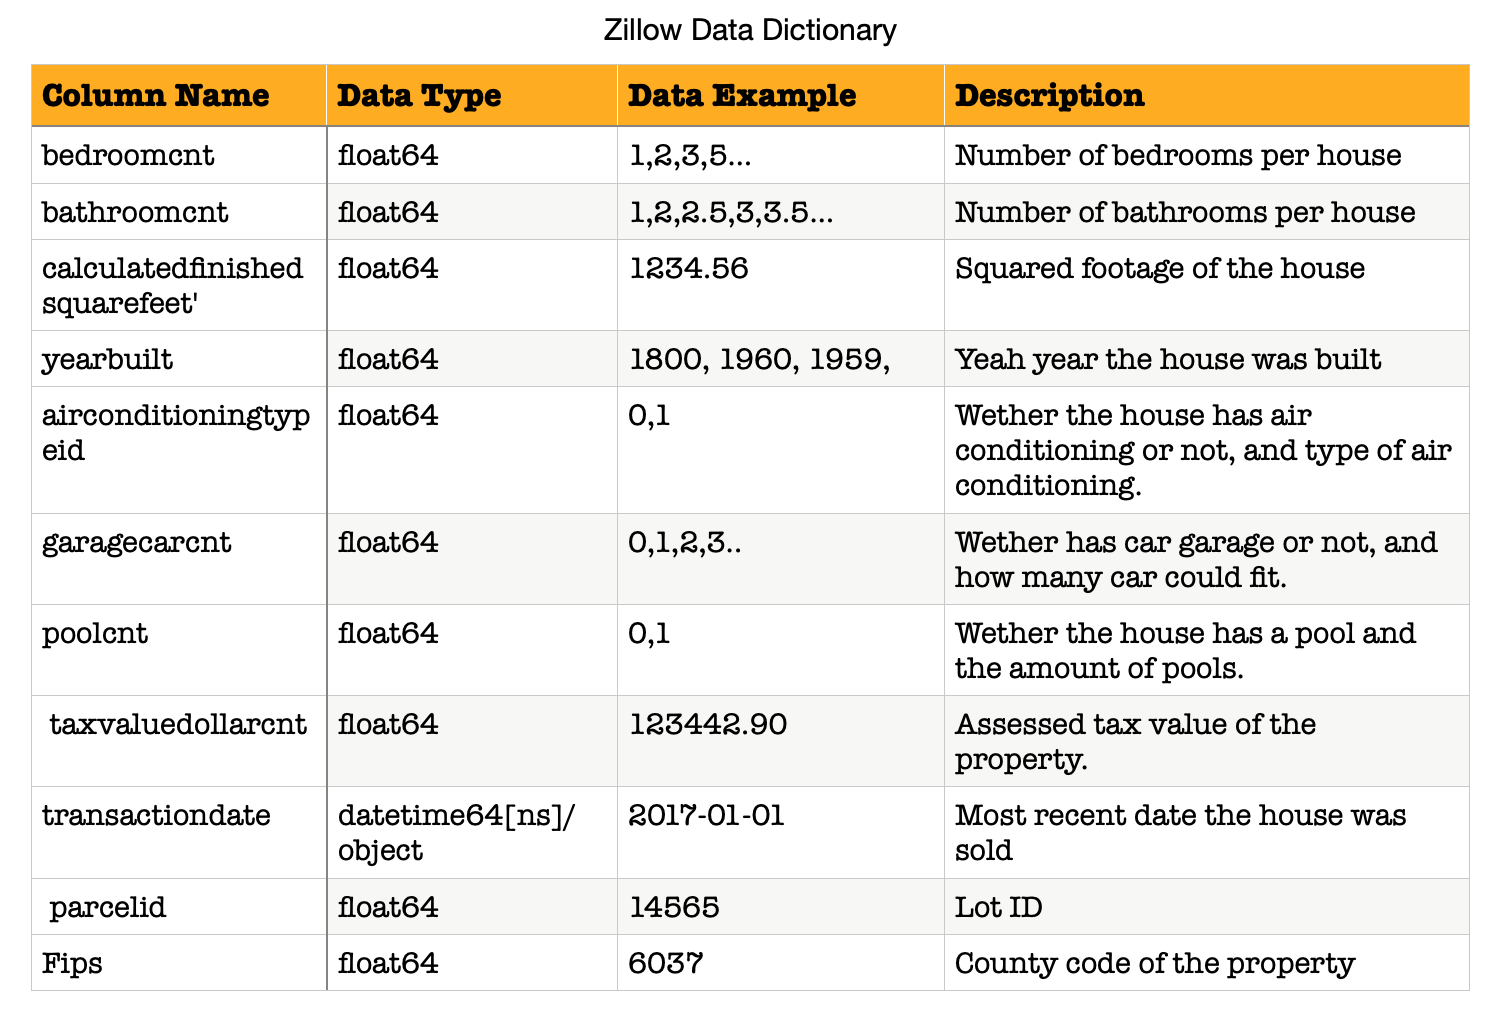 Zillow Data Dictionary
Column Name Data Type Data Example Description
bedroomcnt float64 1,2,3,5... Number of bedrooms per house
bathroomcnt float64 1,2,2.5,3,3.5... Number of bathrooms per house
calculatedfinished float64 1234.56 Squared footage of the house
squarefeet'
yearbuilt float64 1800, 1960, 1959, Yeah year the house was built
airconditioningtyp float64 0,1 Wether the house has air
eid conditioning or not, and type of air
conditioning.
garagecarcnt float64 0,1,2,3.. Wether has car garage or not, and
how many car could fit.
poolcnt float64 0,1 Wether the house has a pool and
the amount of pools.
taxvaluedollarcnt float64 123442.90 Assessed tax value of the
property.
transactiondate datetime64[ns]/ 2017-01-01 Most recent date the house was
object sold
parcelid float64 14565 Lot ID
Fips float64 6037 County code of the property